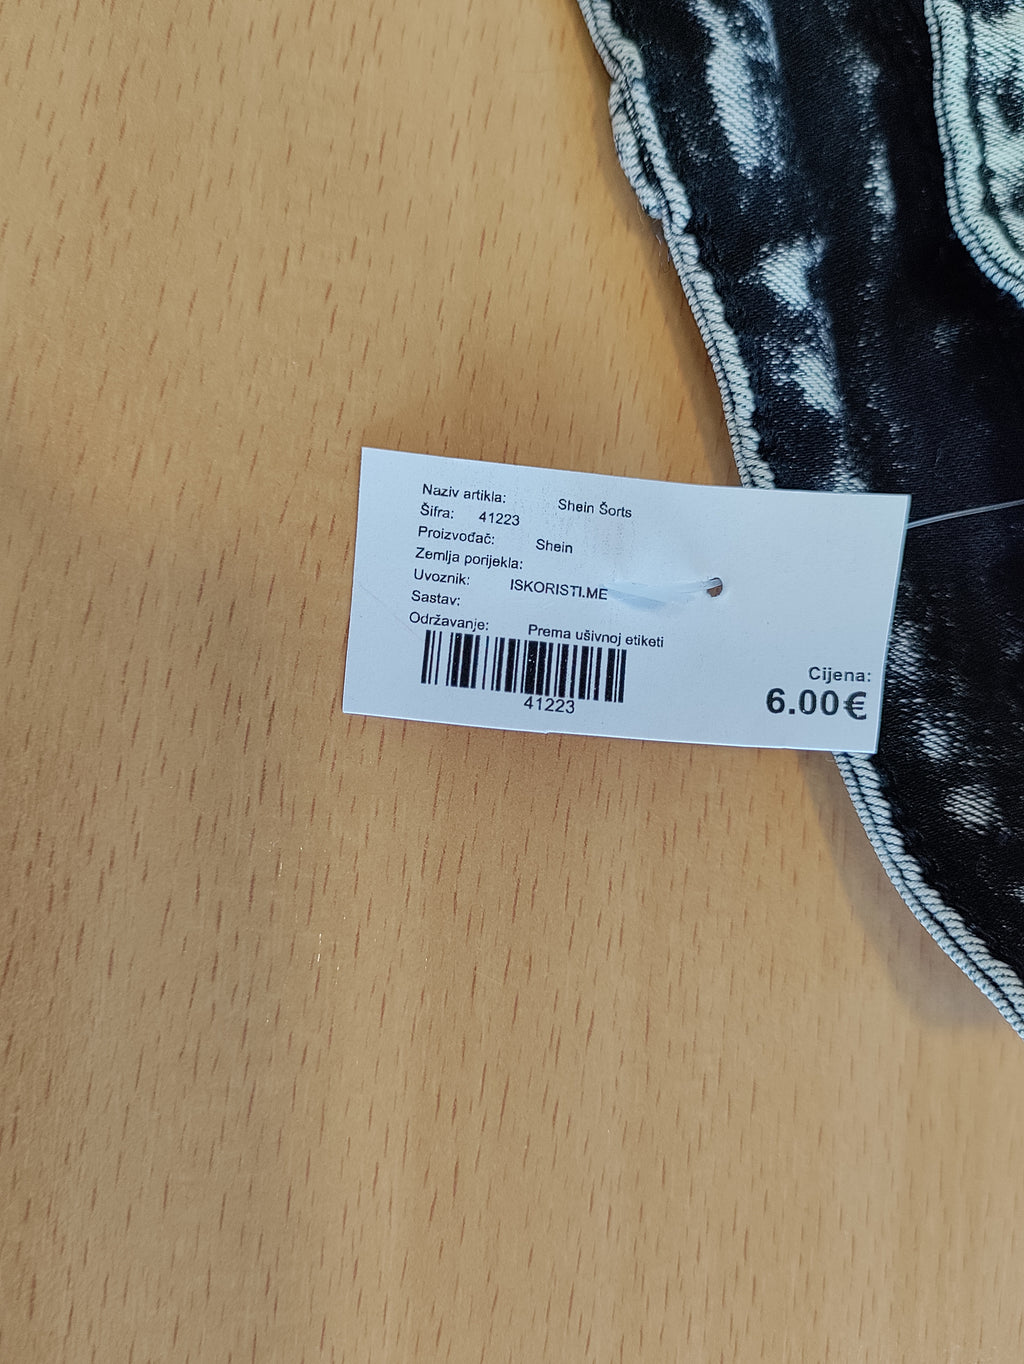 Naziv artikla: Shein Šorts
Šifra: 41223
Proizvođač: Shein
Zemlja porijekla:
Uvoznik: ISKORISTI.ME
Sastav:
Održavanje: Prema ušivnoj etiketi
41223
Cijena:
6.00€